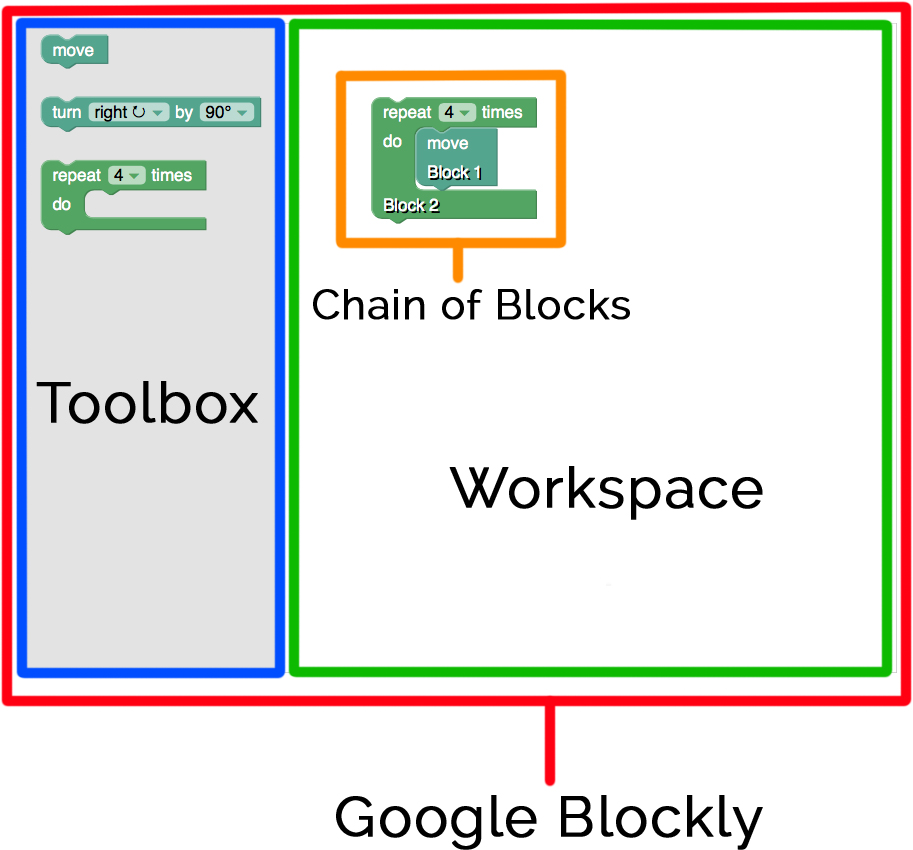 move
turn right ↻ by 90°
repeat 4 times
do
Toolbox
repeat 4 times
do move
Block 1
Block 2
Chain of Blocks
Workspace
Google Blockly